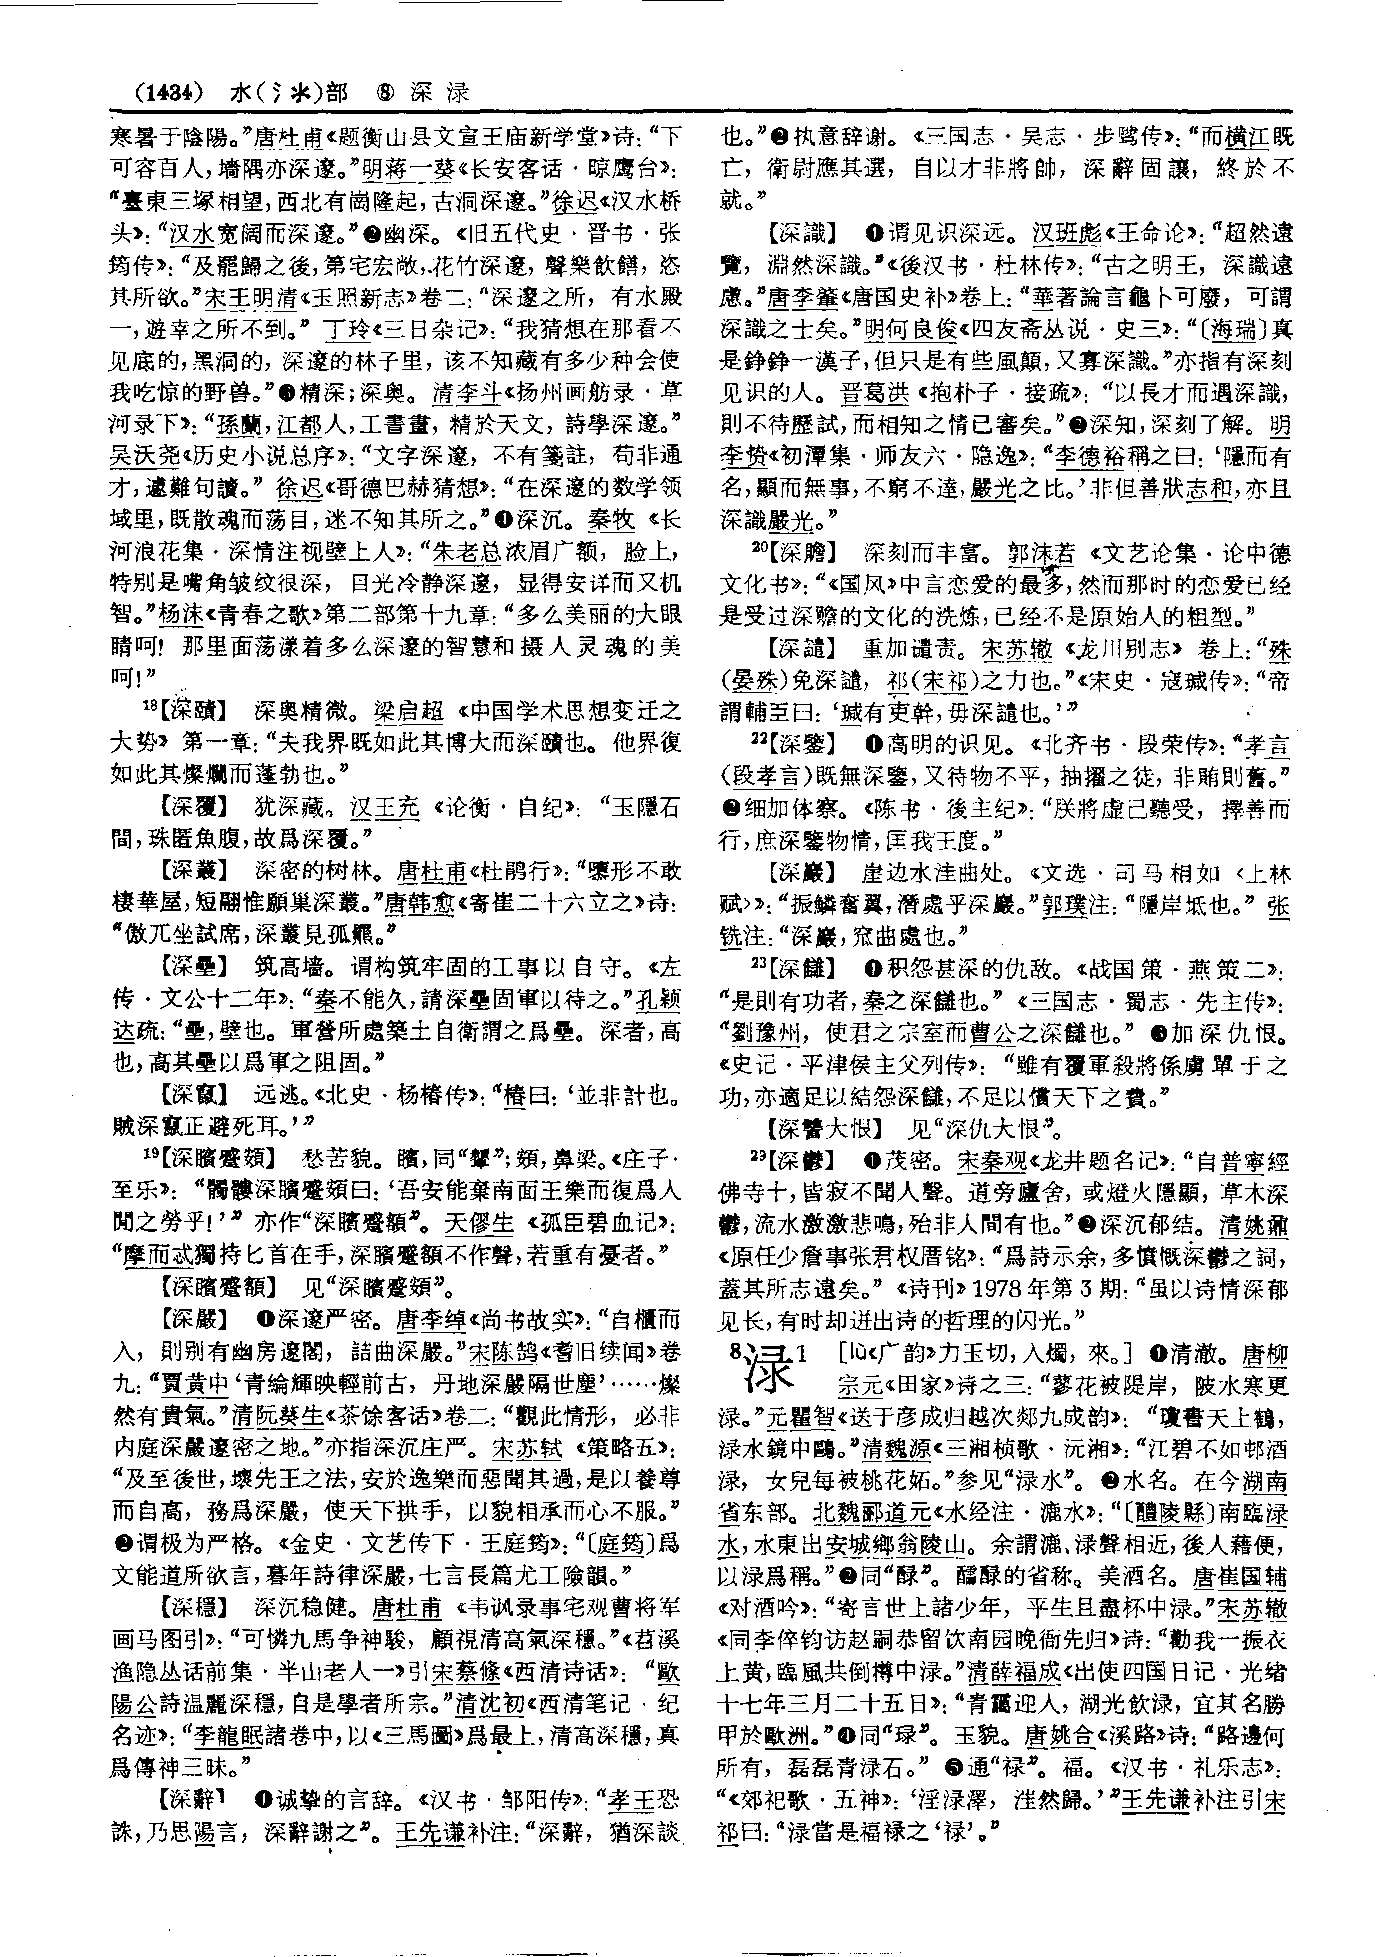 (1434) 水(氵氺)部 ⑧ 深 渌
寒暑于陰陽。”唐杜甫《题衡山县文宣王庙新学堂》诗：“下
可容百人，墙隅亦深邃。”明蒋一葵《长安客话·晾鹰台》：
“臺東三塚相望，西北有崗隆起，古洞深邃。”徐迟《汉水桥
头》：“汉水宽阔而深邃。”❷幽深。《旧五代史·晋书·张
筠传》：“及罷歸之後，第宅宏敞，花竹深邃，聲樂飲饍，恣
其所欲。”宋王明清《玉照新志》卷二：“深邃之所，有水殿
一，遊幸之所不到。”丁玲《三日杂记》：“我猜想在那看不
见底的，黑洞的，深邃的林子里，该不知藏有多少种会使
我吃惊的野兽。”❸精深；深奥。清李斗《扬州画舫录·草
河录下》：“孫蘭，江都人，工書畫，精於天文，詩學深邃。”
吴沃尧《历史小说总序》：“文字深邃，不有箋註，苟非通
才，遽難句讀。”徐迟《哥德巴赫猜想》：“在深邃的数学领
域里，既散魂而荡目，迷不知其所之。”❹深沉。秦牧《长
河浪花集·深情注视壁上人》：“朱老总浓眉广额，脸上，
特别是嘴角皱纹很深，目光冷静深邃，显得安详而又机
智。”杨沫《青春之歌》第二部第十九章：“多么美丽的大眼
睛呵！那里面荡漾着多么深邃的智慧和摄人灵魂的美
呵！”
18【深賾】 深奥精微。梁启超《中国学术思想变迁之
大势》第一章：“夫我界既如此其博大而深賾也。他界復
如此其燦爛而蓬勃也。”
【深覆】 犹深藏。汉王充《论衡·自纪》：“玉隱石
間，珠匿魚腹，故爲深覆。”
【深叢】 深密的树林。唐杜甫《杜鹃行》：“墮形不敢
棲華屋，短翮惟願巢深叢。”唐韩愈《寄崔二十六立之》诗：
“傲兀坐試席，深叢見孤羆。”
【深壘】 筑高墙。谓构筑牢固的工事以自守。《左
传·文公十二年》：“秦不能久，請深壘固軍以待之。”孔颖
达疏：“壘，壁也。軍營所處築土自衛謂之爲壘。深者，高
也，高其壘以爲軍之阻固。”
【深竄】 远逃。《北史·杨椿传》：“椿曰：‘並非計也。
賊深竄正避死耳。’”
19【深矉蹙頞】 愁苦貌。矉，同“顰”；頞，鼻梁。《庄子·
至乐》：“髑髏深矉蹙頞曰：‘吾安能棄南面王樂而復爲人
間之勞乎！’”亦作“深矉蹙額”。天僇生《孤臣碧血记》：
“摩而忒獨持匕首在手，深矉蹙額不作聲，若重有憂者。”
【深矉蹙額】 见“深矉蹙頞”。
【深嚴】 ❶深邃严密。唐李绰《尚书故实》：“自櫃而
入，則别有幽房邃閣，詰曲深嚴。”宋陈鹄《耆旧续闻》卷
九：“賈黄中‘青綸輝映輕前古，丹地深嚴隔世塵’……燦
然有貴氣。”清阮葵生《茶馀客话》卷二：“觀此情形，必非
内庭深嚴邃密之地。”亦指深沉庄严。宋苏轼《策略五》：
“及至後世，壞先王之法，安於逸樂而惡聞其過，是以養尊
而自高，務爲深嚴，使天下拱手，以貌相承而心不服。”
❷谓极为严格。《金史·文艺传下·王庭筠》：“〔庭筠〕爲
文能道所欲言，暮年詩律深嚴，七言長篇尤工險韻。”
【深穩】 深沉稳健。唐杜甫《韦讽录事宅观曹将军
画马图引》：“可憐九馬争神駿，顧視清高氣深穩。”《苕溪
渔隐丛话前集·半山老人一》引宋蔡絛《西清诗话》：“歐
陽公詩温麗深穩，自是學者所宗。”清沈初《西清笔记·纪
名迹》：“李龍眠諸卷中，以《三馬圖》爲最上，清高深穩，真
爲傳神三昧。”
【深辭】 ❶诚挚的言辞。《汉书·邹阳传》：“孝王恐
誅，乃思陽言，深辭謝之”。王先谦补注：“深辭，猶深談
也。”❷执意辞谢。《三国志·吴志·步骘传》：“而横江既
亡，衛尉應其選，自以才非將帥，深辭固讓，終於不
就。”
【深識】 ❶谓见识深远。汉班彪《王命论》：“超然遠
覽，淵然深識。”《後汉书·杜林传》：“古之明王，深識遠
慮。”唐李肇《唐国史补》卷上：“華著論言龜卜可廢，可謂
深識之士矣。”明何良俊《四友斋丛说·史三》：“〔海瑞〕真
是錚錚一漢子，但只是有些風顛，又寡深識。”亦指有深刻
见识的人。晋葛洪《抱朴子·接疏》：“以長才而遇深識，
則不待歷試，而相知之情已審矣。”❷深知，深刻了解。明
李贽《初潭集·师友六·隐逸》：“李德裕稱之曰：‘隱而有
名，顯而無事，不窮不達，嚴光之比。’非但善狀志和，亦且
深識嚴光。”
20【深贍】 深刻而丰富。郭沫若《文艺论集·论中德
文化书》：“《国风》中言恋爱的最多，然而那时的恋爱已经
是受过深赡的文化的洗炼，已经不是原始人的粗型。”
【深譴】 重加谴责。宋苏辙《龙川别志》卷上：“殊
（晏殊）免深譴，祁（宋祁）之力也。”《宋史·寇瑊传》：“帝
謂輔臣曰：‘瑊有吏幹，毋深譴也。’”
22【深鑒】 ❶高明的识见。《北齐书·段荣传》：“孝言
（段孝言）既無深鑒，又待物不平，抽擢之徒，非賄則舊。”
❷细加体察。《陈书·後主纪》：“朕將虚己聽受，擇善而
行，庶深鑒物情，匡我王度。”
【深巖】 崖边水洼曲处。《文选·司马相如〈上林
赋〉》：“振鱗奮翼，潛處乎深巖。”郭璞注：“隱岸坻也。”张
铣注：“深巖，窊曲處也。”
23【深讎】 ❶积怨甚深的仇敌。《战国策·燕策二》：
“是則有功者，秦之深讎也。”《三国志·蜀志·先主传》：
“劉豫州，使君之宗室而曹公之深讎也。”❷加深仇恨。
《史记·平津侯主父列传》：“雖有覆軍殺將係虜單于之
功，亦適足以結怨深讎，不足以償天下之費。”
【深讐大恨】 见“深仇大恨”。
29【深鬱】 ❶茂密。宋秦观《龙井题名记》：“自普寧經
佛寺十，皆寂不聞人聲。道旁廬舍，或燈火隱顯，草木深
鬱，流水激激悲鳴，殆非人間有也。”❷深沉郁结。清姚鼐
《原任少詹事张君权厝铭》：“爲詩示余，多憤慨深鬱之詞，
蓋其所志遠矣。”《诗刊》1978年第3期：“虽以诗情深郁
见长，有时却迸出诗的哲理的闪光。”
8渌1 ［lù《广韵》力玉切，入燭，來。］❶清澈。唐柳
宗元《田家》诗之三：“蓼花被隄岸，陂水寒更
渌。”元瞿智《送于彦成归越次郯九成韵》：“瓊書天上鶴，
渌水鏡中鷗。”清魏源《三湘棹歌·沅湘》：“江碧不如邨酒
渌，女兒每被桃花妬。”参见“渌水”。❷水名。在今湖南
省东部。北魏郦道元《水经注·漉水》：“〔醴陵縣〕南臨渌
水，水東出安城鄉翁陵山。余謂漉、渌聲相近，後人藉便，
以渌爲稱。”❸同“醁”。醽醁的省称。美酒名。唐崔国辅
《对酒吟》：“寄言世上諸少年，平生且盡杯中渌。”宋苏辙
《同李倅钧访赵嗣恭留饮南园晚衙先归》诗：“勸我一振衣
上黄，臨風共倒樽中渌。”清薛福成《出使四国日记·光绪
十七年三月二十五日》：“青靄迎人，湖光飲渌，宜其名勝
甲於歐洲。”❹同“琭”。玉貌。唐姚合《溪路》诗：“路邊何
所有，磊磊青渌石。”❺通“禄”。福。《汉书·礼乐志》：
“《郊祀歌·五神》：‘淫渌澤，洼然歸。’”王先谦补注引宋
祁曰：“渌當是福禄之‘禄’。”